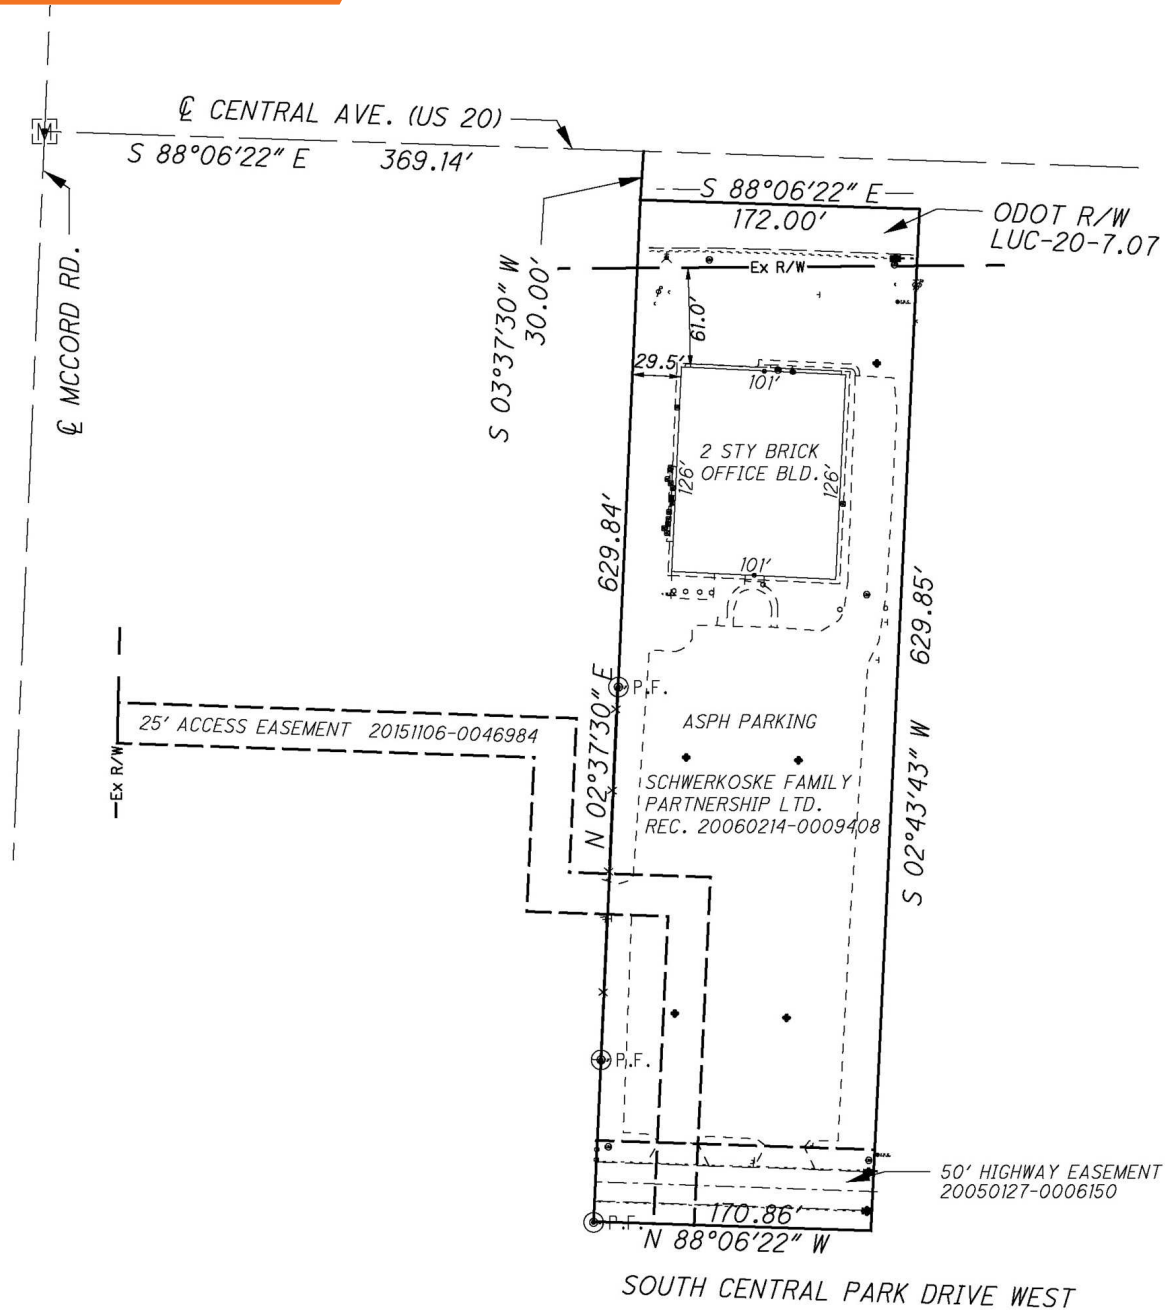 ℄ CENTRAL AVE. (US 20)
M
S 88°06'22" E 369.14'
S 88°06'22" E
172.00'
ODOT R/W
LUC-20-7.07
℄ MCCORD RD.
S 03°37'30" W
30.00'
Ex R/W
61.0'
29.5'
101'
2 STY BRICK
OFFICE BLD.
126'
126'
101'
629.84'
N 02°37'30" E
629.85'
S 02°43'43" W
P.F.
25' ACCESS EASEMENT 20151106-0046984
Ex R/W
ASPH PARKING
SCHWERKOSKE FAMILY
PARTNERSHIP LTD.
REC. 20060214-0009408
P.F.
50' HIGHWAY EASEMENT
20050127-0006150
P.F.
170.86'
N 88°06'22" W
SOUTH CENTRAL PARK DRIVE WEST